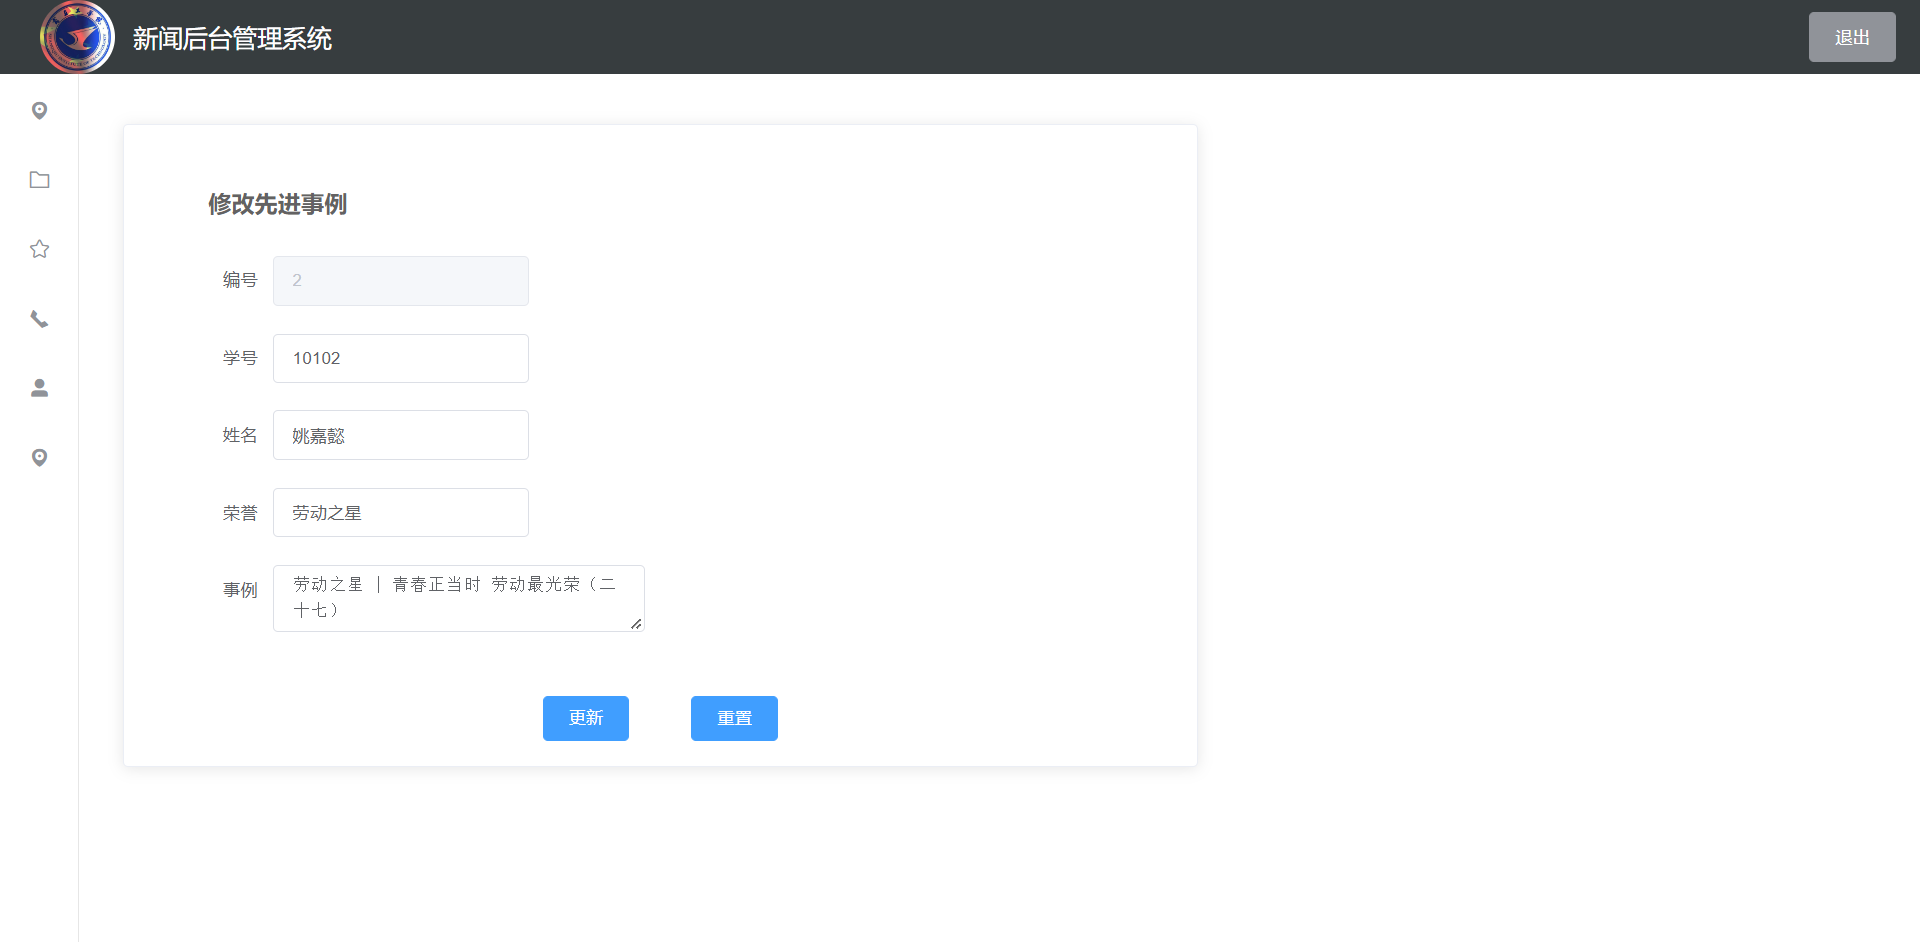 新闻后台管理系统
退出
修改先进事例
编号
2
学号
10102
姓名
姚嘉懿
荣誉
劳动之星
事例
劳动之星 | 青春正当时 劳动最光荣（二
十七）
更新
重置